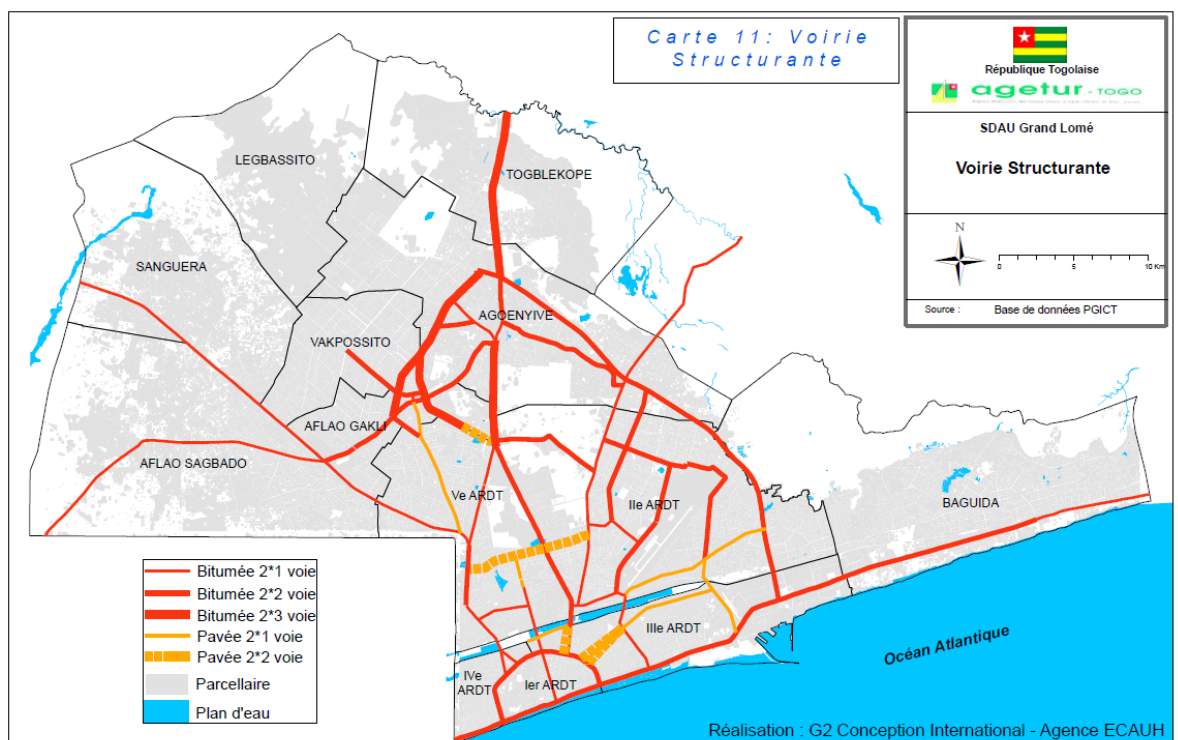 Carte 11: Voirie
Structurante
République Togolaise
agetur - TOGO
SDAU Grand Lomé
Voirie Structurante
N
0 5 10 Km
Source : Base de données PGICT
LEGBASSITO
TOGBLEKOPE
SANGUERA
AGOENYIVE
VAKPOSSITO
AFLAO GAKLI
AFLAO SAGBADO
Ve ARDT
IIe ARDT
BAGUIDA
IIIe ARDT
IVe
ARDT
Ier ARDT
Océan Atlantique
Bitumée 2*1 voie
Bitumée 2*2 voie
Bitumée 2*3 voie
Pavée 2*1 voie
Pavée 2*2 voie
Parcellaire
Plan d'eau
Réalisation : G2 Conception International - Agence ECAUH